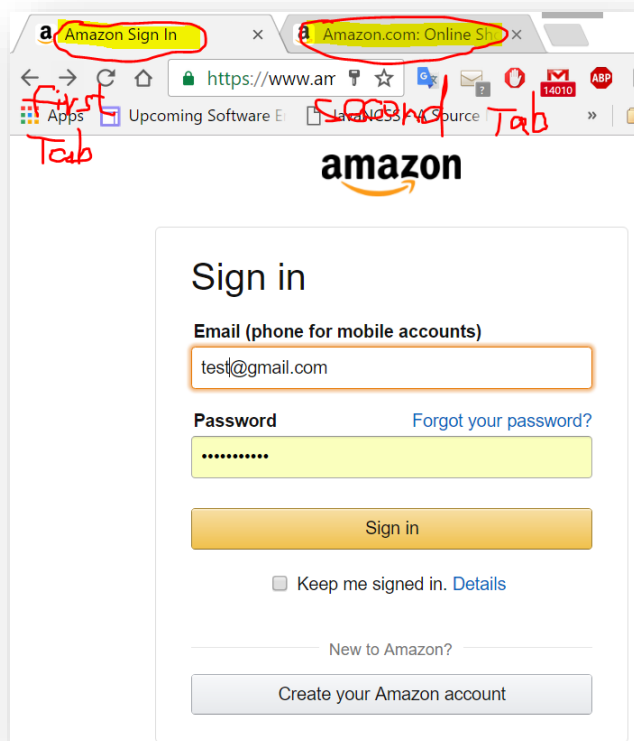 a Amazon Sign In × a Amazon.com: Online Sho ×
https://www.am ? 14010 ABP
First Second Tab
Apps Upcoming Software E JavaNCSS - A Source »
Tab
amazon
Sign in
Email (phone for mobile accounts)
test@gmail.com
Password Forgot your password?
•••••••••••
Sign in
Keep me signed in. Details
New to Amazon?
Create your Amazon account